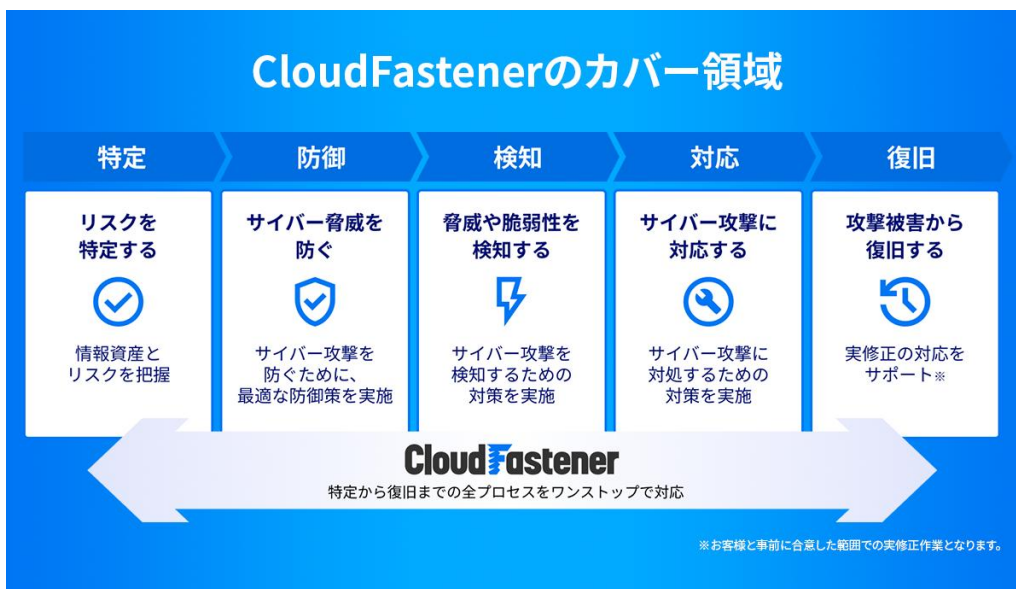 CloudFastenerのカバー領域
特定
防御
検知
対応
復旧
リスクを
特定する
情報資産と
リスクを把握
サイバー脅威を
防ぐ
サイバー攻撃を
防ぐために、
最適な防御策を実施
脅威や脆弱性を
検知する
サイバー攻撃を
検知するための
対策を実施
サイバー攻撃に
対応する
サイバー攻撃に
対処するための
対策を実施
攻撃被害から
復旧する
実修正の対応を
サポート※
CloudFastener
特定から復旧までの全プロセスをワンストップで対応
※お客様と事前に合意した範囲での実修正作業となります。